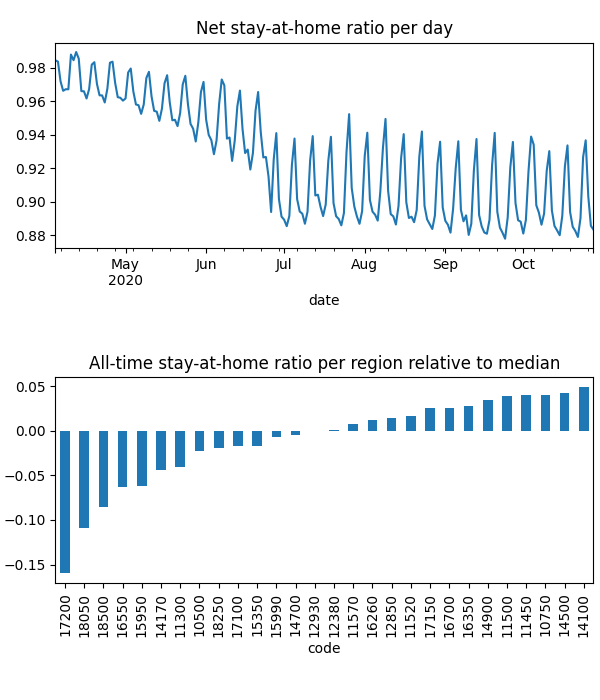 Net stay-at-home ratio per day
0.98
0.96
0.94
0.92
0.90
0.88
May Jun Jul Aug Sep Oct
2020
date
All-time stay-at-home ratio per region relative to median
0.05
0.00
−0.05
−0.10
−0.15
17200 18050 18500 16550 15950 14170 11300 10500 18250 17100 15350 15990 14700 12930 12380 11570 16260 12850 11520 17150 16700 16350 14900 11500 11450 10750 14500 14100
code